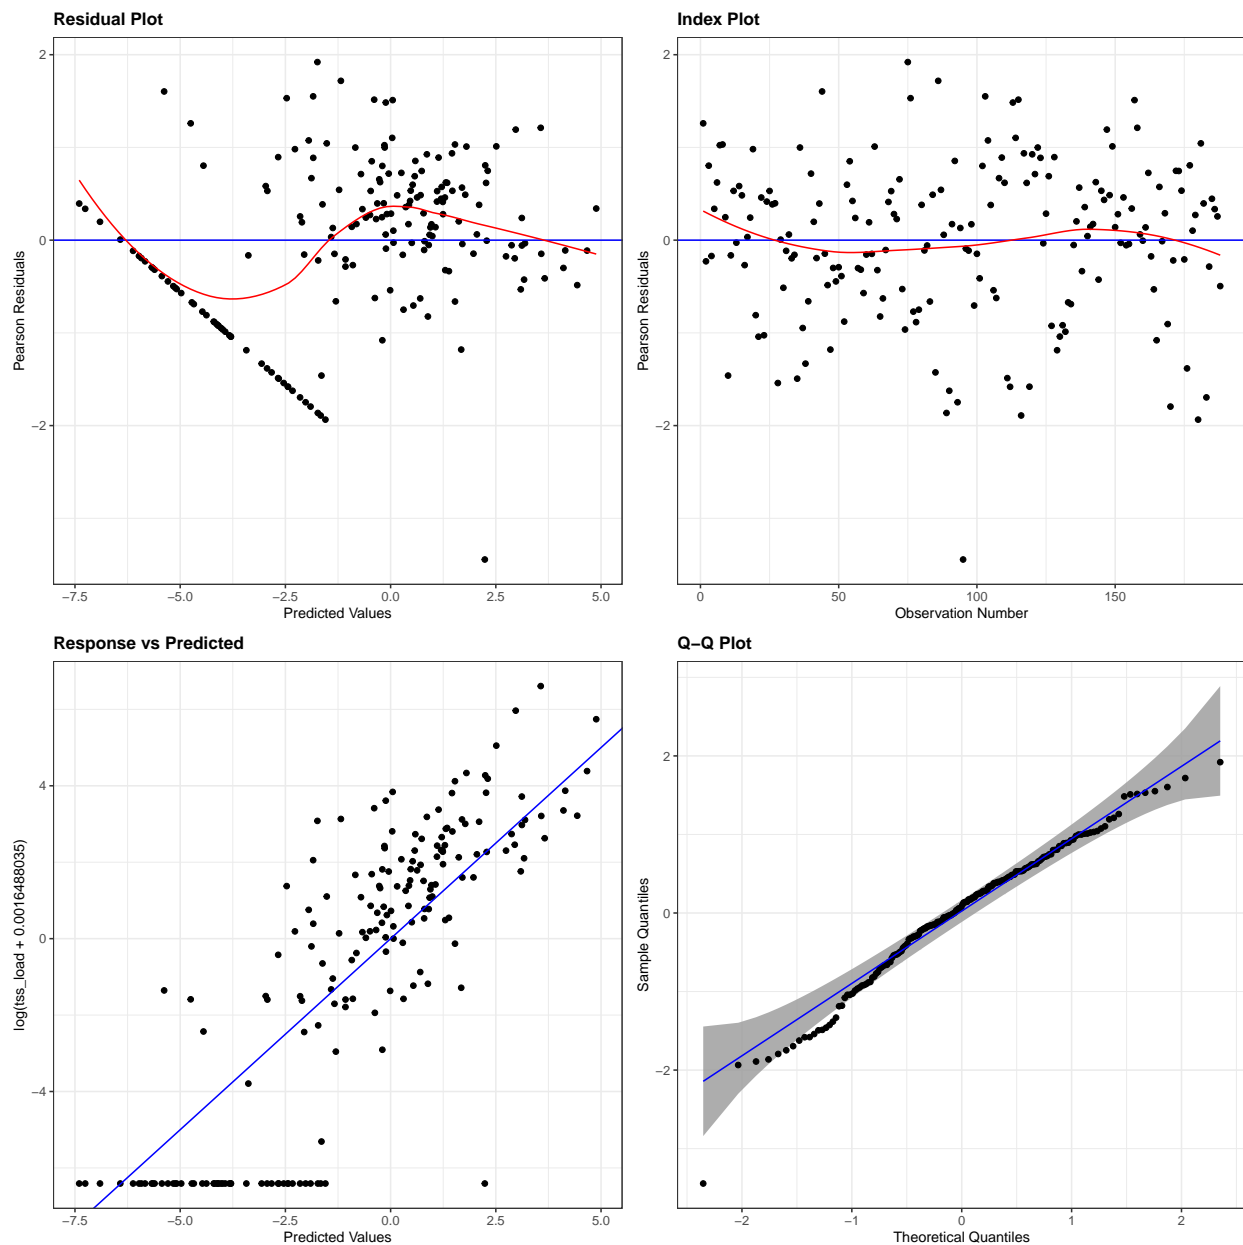 Residual Plot
2
0
−2
Pearson Residuals
−7.5 −5.0 −2.5 0.0 2.5 5.0
Predicted Values
Index Plot
2
0
−2
Pearson Residuals
0 50 100 150
Observation Number
Response vs Predicted
4
0
−4
log(tss_load + 0.0016488035)
−7.5 −5.0 −2.5 0.0 2.5 5.0
Predicted Values
Q−Q Plot
2
0
−2
Sample Quantiles
−2 −1 0 1 2
Theoretical Quantiles